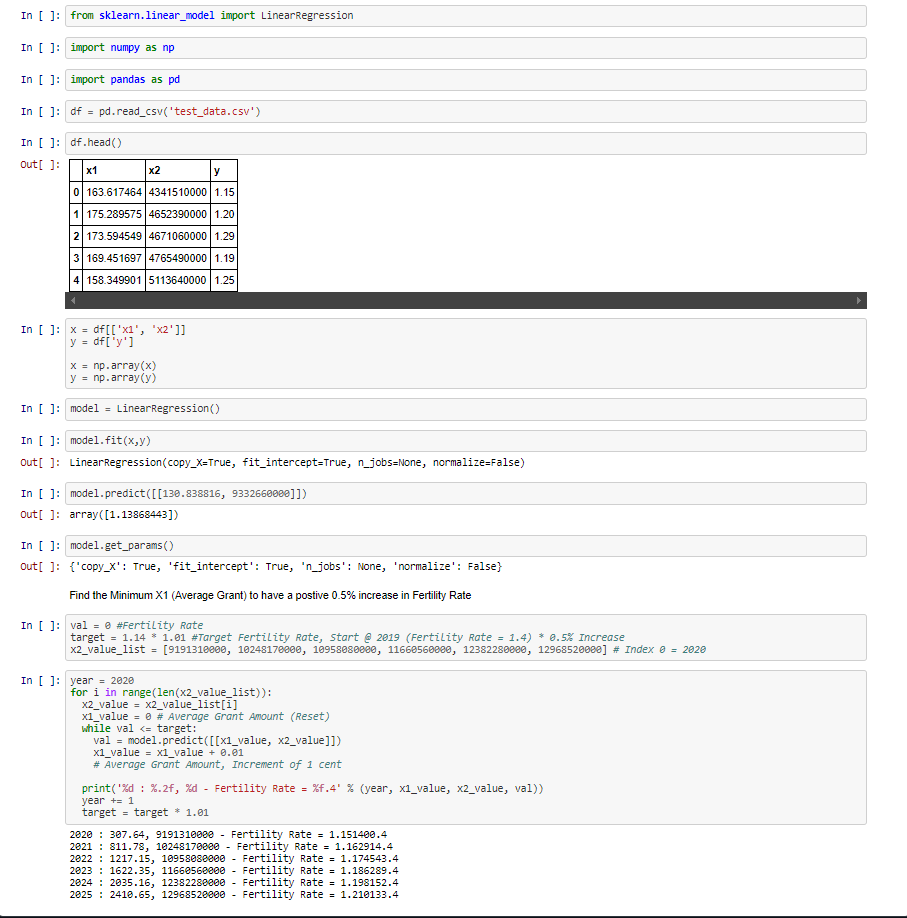 In [ ]: from sklearn.linear_model import LinearRegression
In [ ]: import numpy as np
In [ ]: import pandas as pd
In [ ]: df = pd.read_csv('test_data.csv')
In [ ]: df.head()
Out[ ]:
x1 x2 y
0 163.617464 4341510000 1.15
1 175.289575 4652390000 1.20
2 173.594549 4671060000 1.29
3 169.451697 4765490000 1.19
4 158.349901 5113640000 1.25
In [ ]: x = df[['x1', 'x2']]
y = df['y']
x = np.array(x)
y = np.array(y)
In [ ]: model = LinearRegression()
In [ ]: model.fit(x,y)
Out[ ]: LinearRegression(copy_X=True, fit_intercept=True, n_jobs=None, normalize=False)
In [ ]: model.predict([[130.838816, 9332660000]])
Out[ ]: array([1.13868443])
In [ ]: model.get_params()
Out[ ]: {'copy_X': True, 'fit_intercept': True, 'n_jobs': None, 'normalize': False}
Find the Minimum X1 (Average Grant) to have a postive 0.5% increase in Fertility Rate
In [ ]: val = 0 #Fertility Rate
target = 1.14 * 1.01 #Target Fertility Rate, Start @ 2019 (Fertility Rate = 1.4) * 0.5% Increase
x2_value_list = [9191310000, 10248170000, 10958080000, 11660560000, 12382280000, 12968520000] # Index 0 = 2020
In [ ]: year = 2020
for i in range(len(x2_value_list)):
x2_value = x2_value_list[i]
x1_value = 0 # Average Grant Amount (Reset)
while val <= target:
val = model.predict([[x1_value, x2_value]])
x1_value = x1_value + 0.01
# Average Grant Amount, Increment of 1 cent
print('%d : %.2f, %d - Fertility Rate = %f.4' % (year, x1_value, x2_value, val))
year += 1
target = target * 1.01
2020 : 307.64, 9191310000 - Fertility Rate = 1.151400.4
2021 : 811.78, 10248170000 - Fertility Rate = 1.162914.4
2022 : 1217.15, 10958080000 - Fertility Rate = 1.174543.4
2023 : 1622.35, 11660560000 - Fertility Rate = 1.186289.4
2024 : 2035.16, 12382280000 - Fertility Rate = 1.198152.4
2025 : 2410.65, 12968520000 - Fertility Rate = 1.210133.4